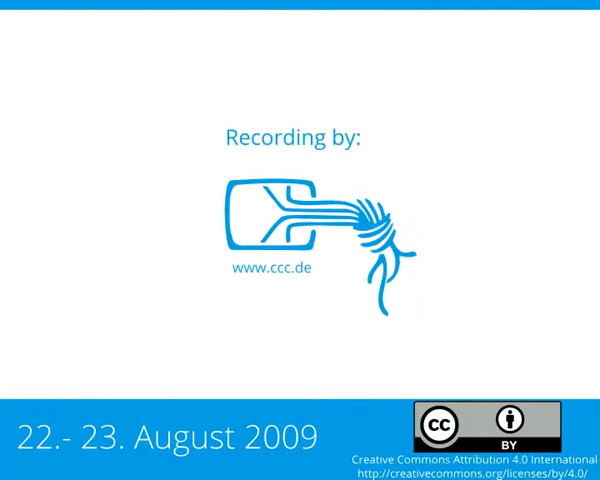 Recording by:
www.ccc.de
22.- 23. August 2009
cc
BY
Creative Commons Attribution 4.0 International
http://creativecommons.org/licenses/by/4.0/